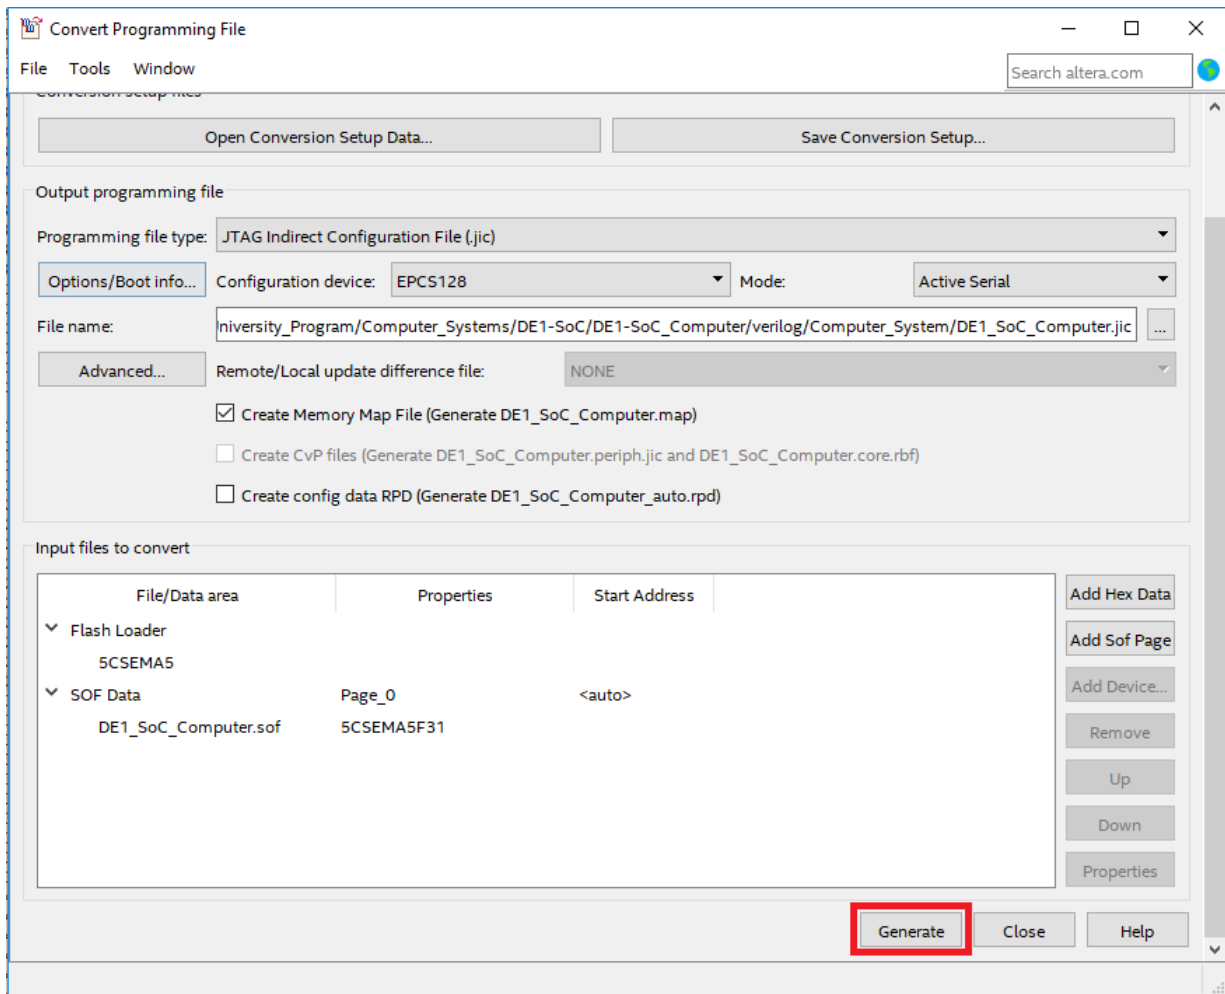 Convert Programming File
File Tools Window
Search altera.com
Conversion setup files
Open Conversion Setup Data... Save Conversion Setup...
Output programming file
Programming file type: JTAG Indirect Configuration File (.jic)
Options/Boot info... Configuration device: EPCS128 Mode: Active Serial
File name: Iniversity_Program/Computer_Systems/DE1-SoC/DE1-SoC_Computer/verilog/Computer_System/DE1_SoC_Computer.jic ...
Advanced... Remote/Local update difference file: NONE
Create Memory Map File (Generate DE1_SoC_Computer.map)
Create CvP files (Generate DE1_SoC_Computer.periph.jic and DE1_SoC_Computer.core.rbf)
Create config data RPD (Generate DE1_SoC_Computer_auto.rpd)
Input files to convert
File/Data area Properties Start Address
Add Hex Data
Flash Loader
Add Sof Page
5CSEMA5
SOF Data Page_0 <auto>
Add Device...
DE1_SoC_Computer.sof 5CSEMA5F31
Remove
Up
Down
Properties
Generate Close Help